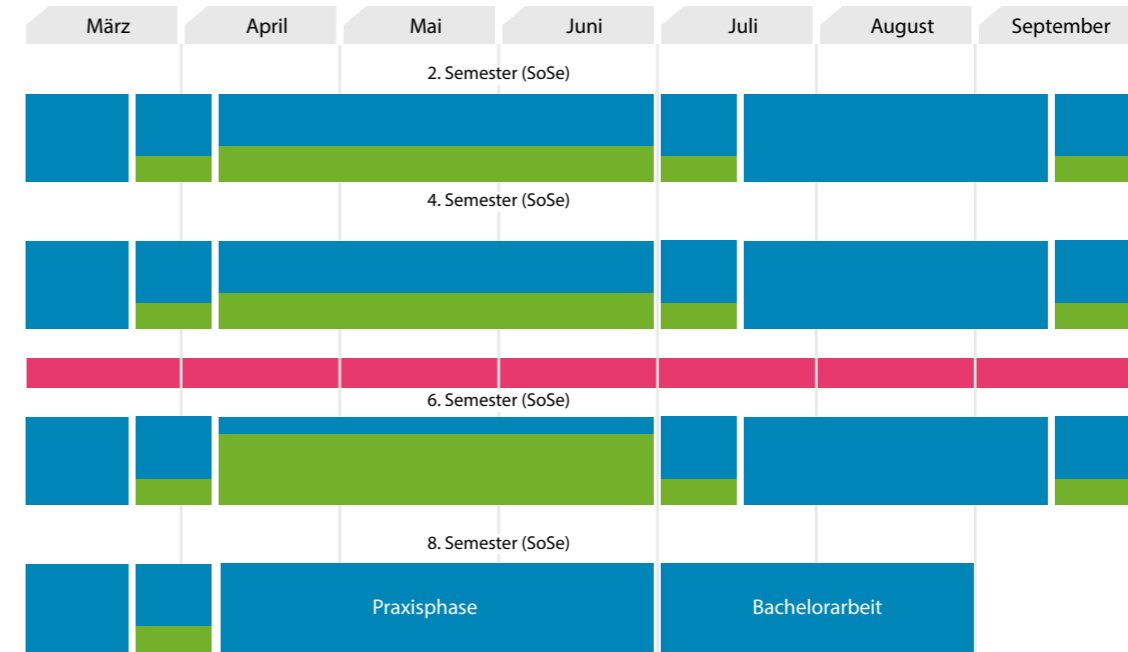 März April Mai Juni Juli August September
2. Semester (SoSe)
4. Semester (SoSe)
6. Semester (SoSe)
8. Semester (SoSe)
Praxisphase Bachelorarbeit